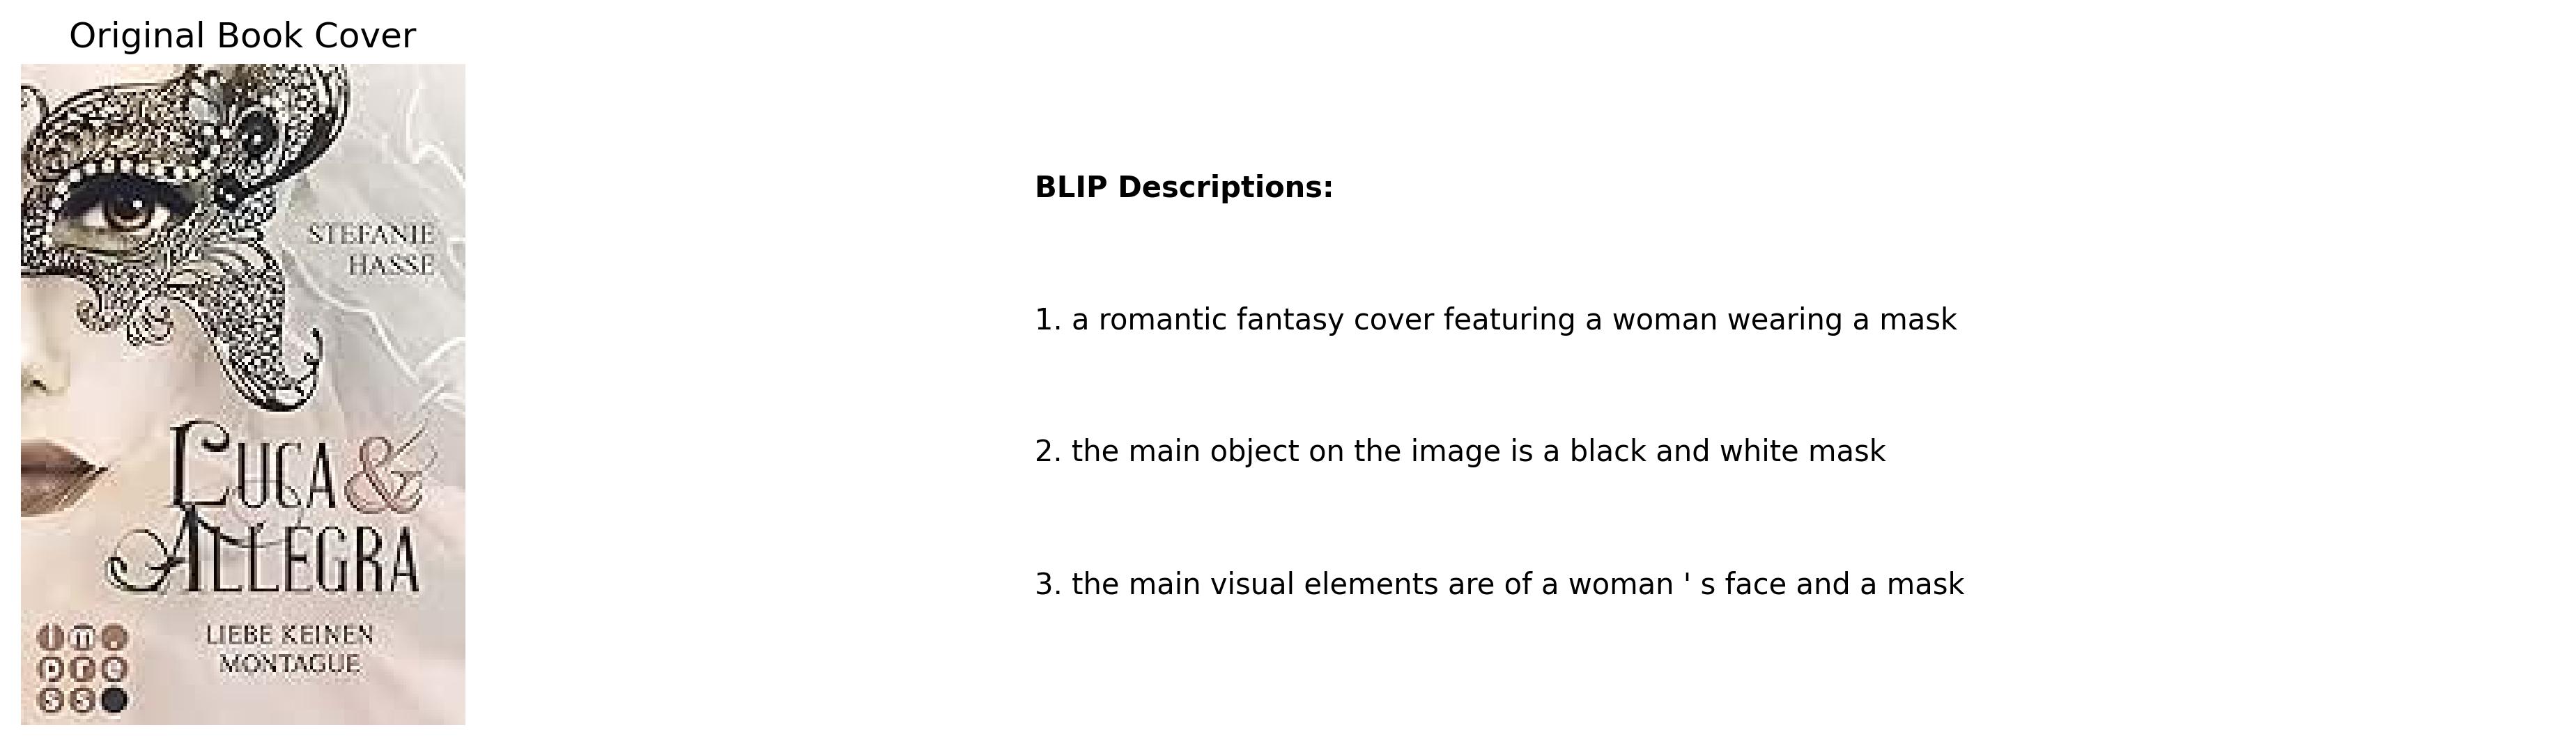 Original Book Cover
STEFANIE
HASSE
LUCA &
ALLEGRA
LIEBE KEINEN
MONTAGUE
im.
pre
ss
BLIP Descriptions:
1. a romantic fantasy cover featuring a woman wearing a mask
2. the main object on the image is a black and white mask
3. the main visual elements are of a woman ' s face and a mask